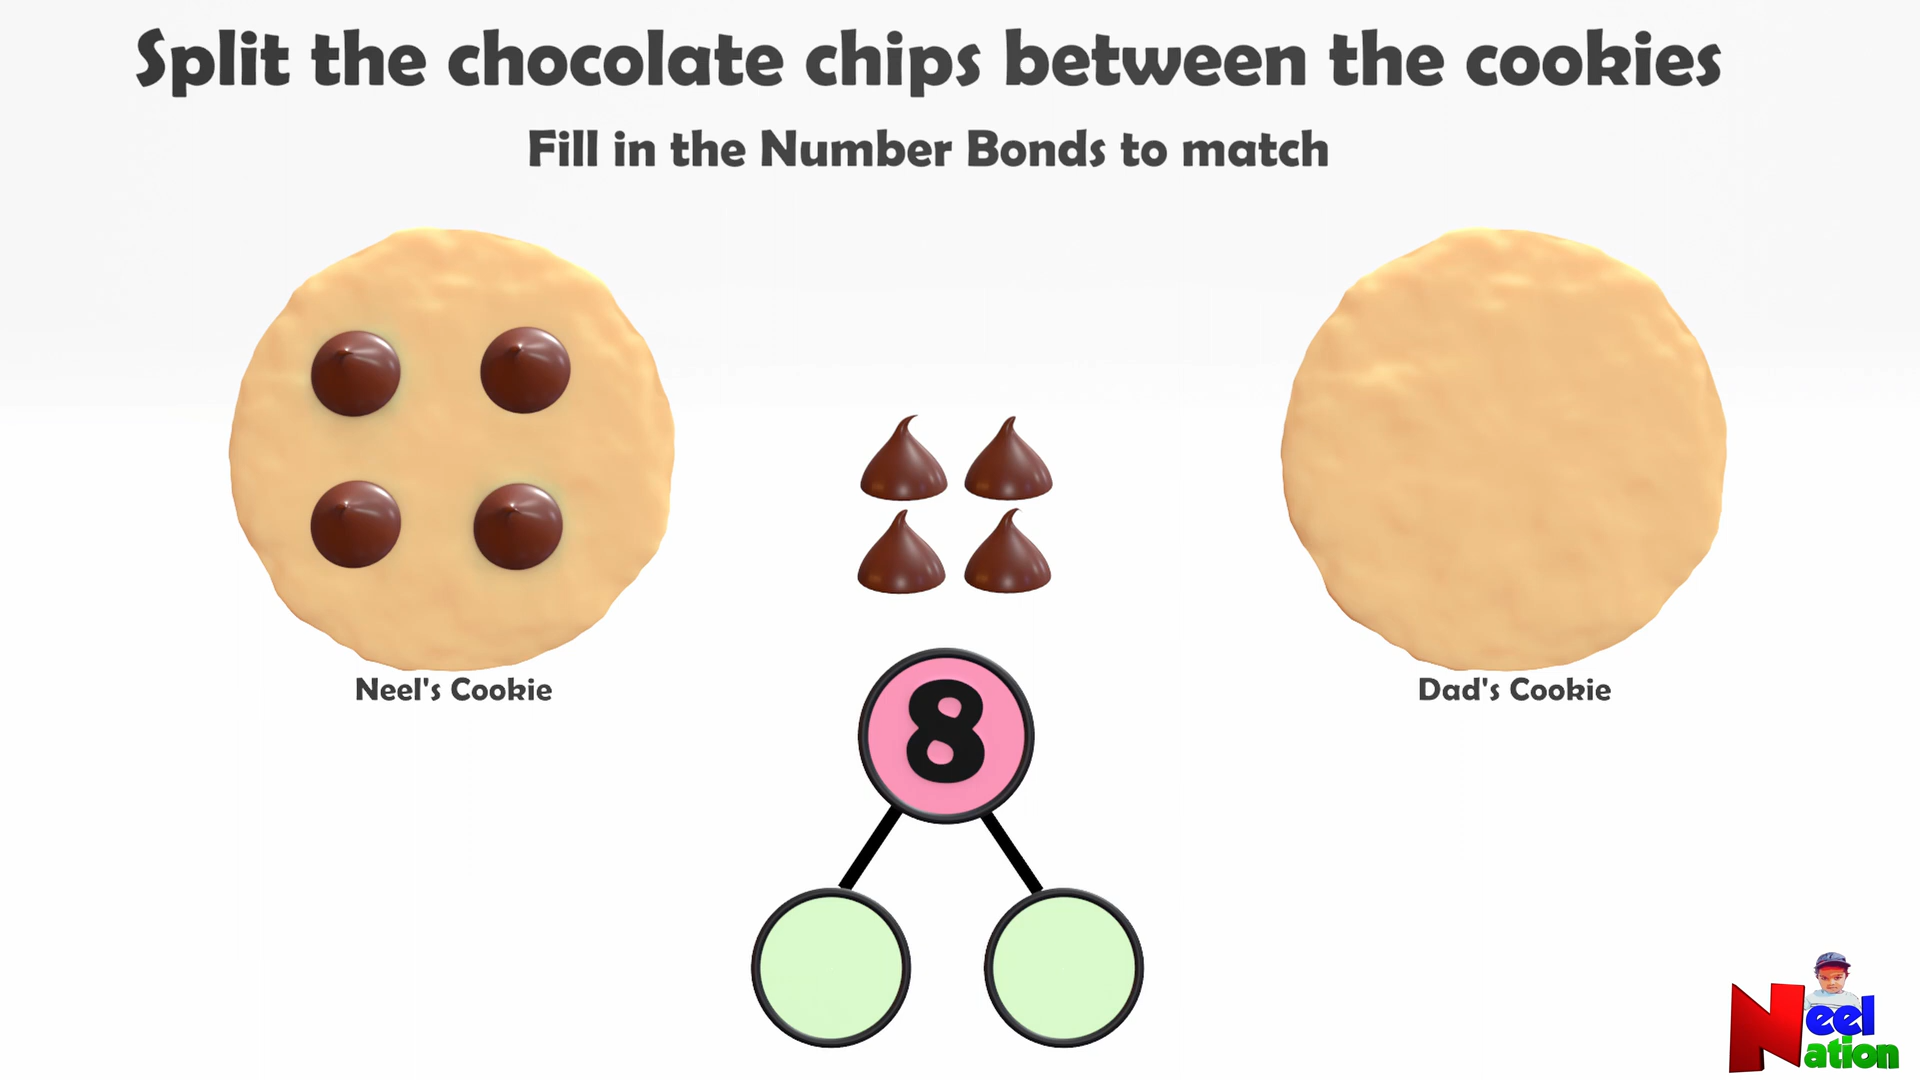 Split the chocolate chips between the cookies
Fill in the Number Bonds to match
Neel's Cookie
Dad's Cookie
8
Neel
Nation